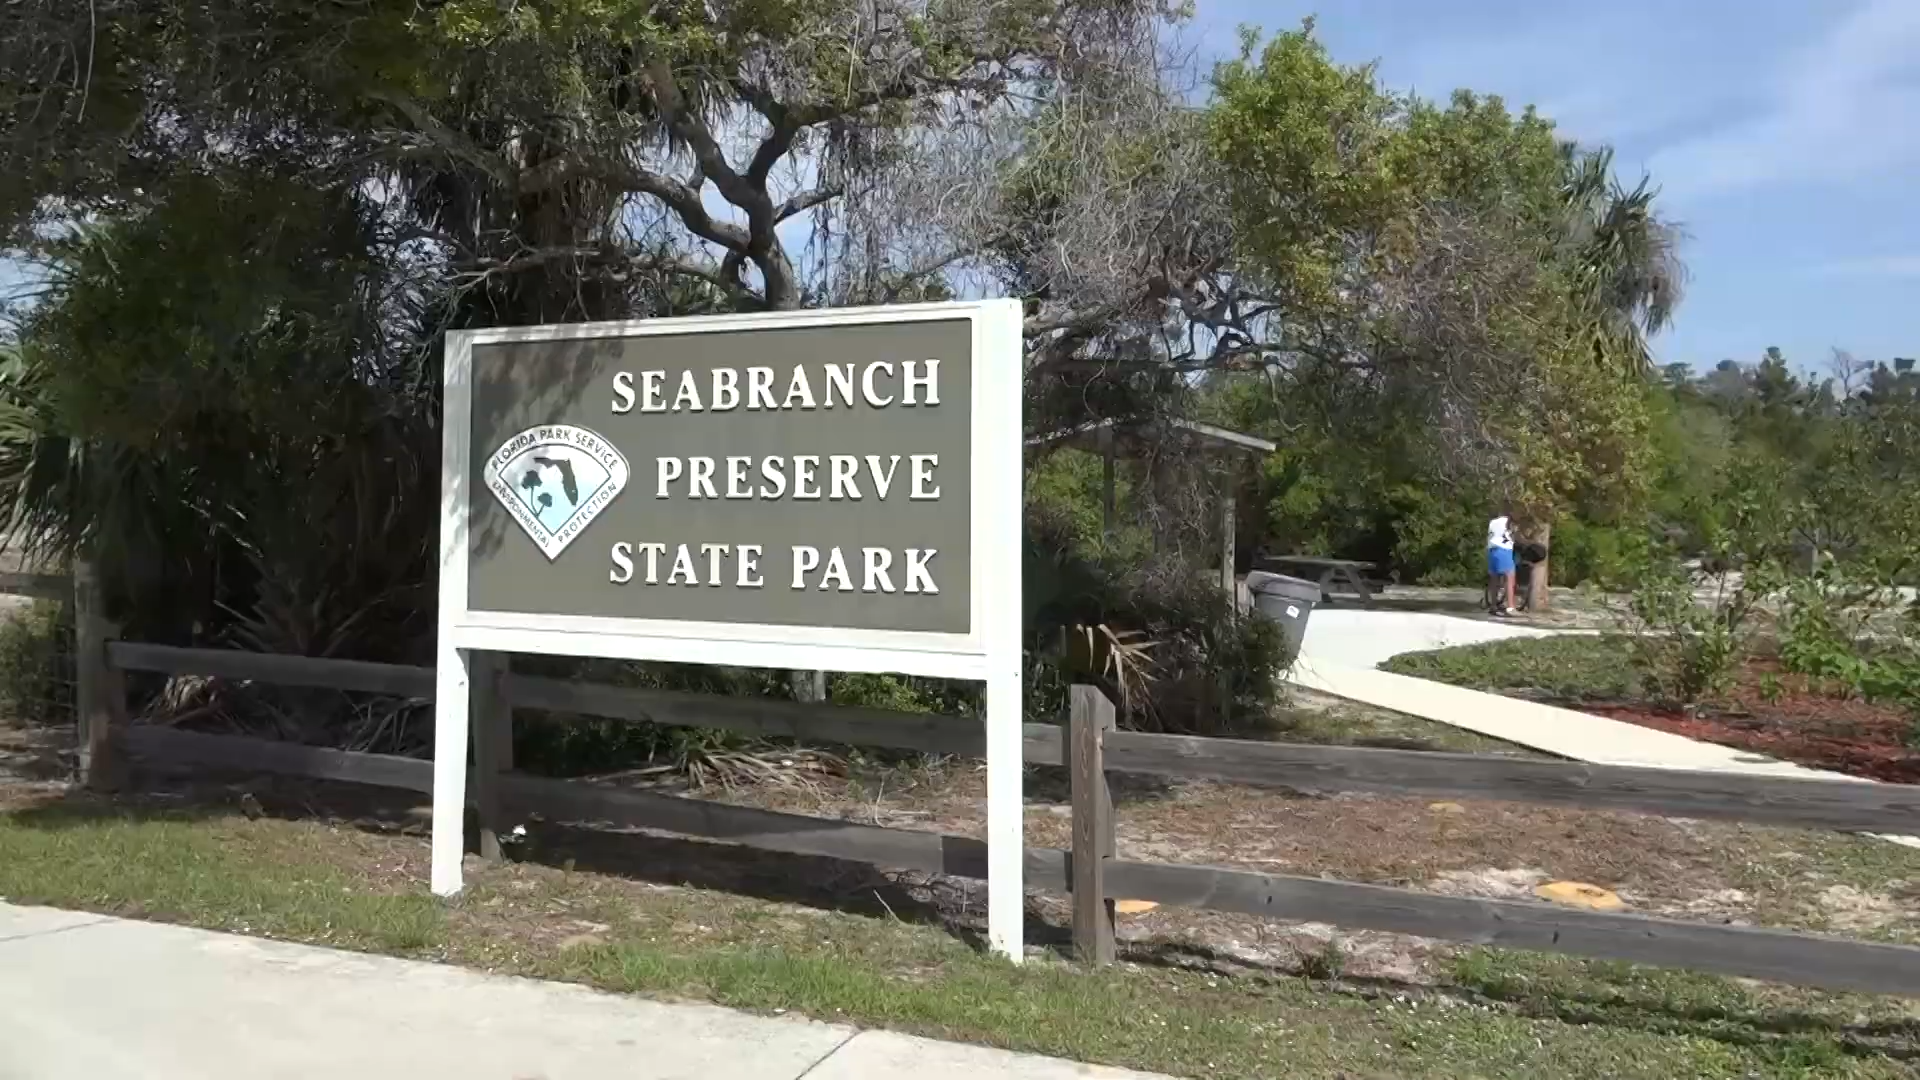 SEABRANCH
PRESERVE
STATE PARK
FLORIDA PARK SERVICE
ENVIRONMENTAL PROTECTION